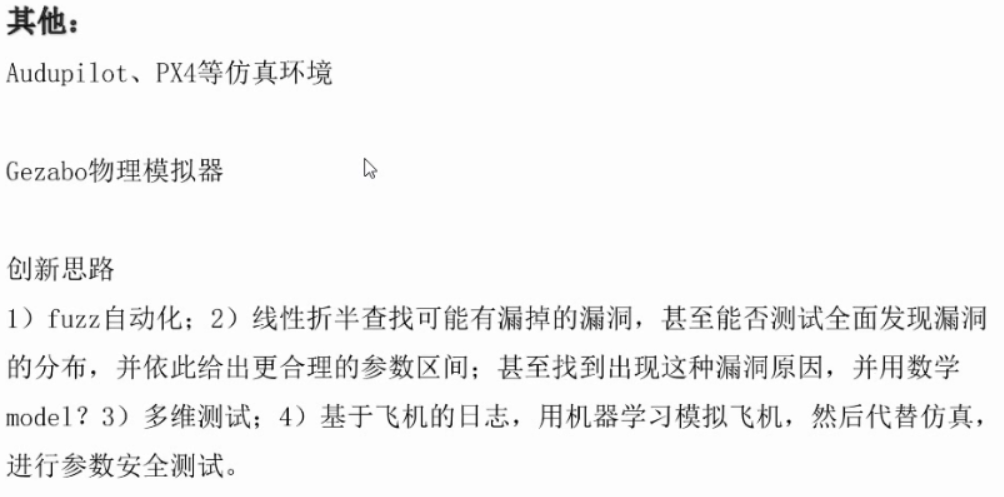 其他：
Audupilot、PX4等仿真环境
Gezabo物理模拟器
创新思路
1）fuzz自动化；2）线性折半查找可能有漏掉的漏洞，甚至能否测试全面发现漏洞
的分布，并依此给出更合理的参数区间；甚至找到出现这种漏洞原因，并用数学
model？3）多维测试；4）基于飞机的日志，用机器学习模拟飞机，然后代替仿真，
进行参数安全测试。